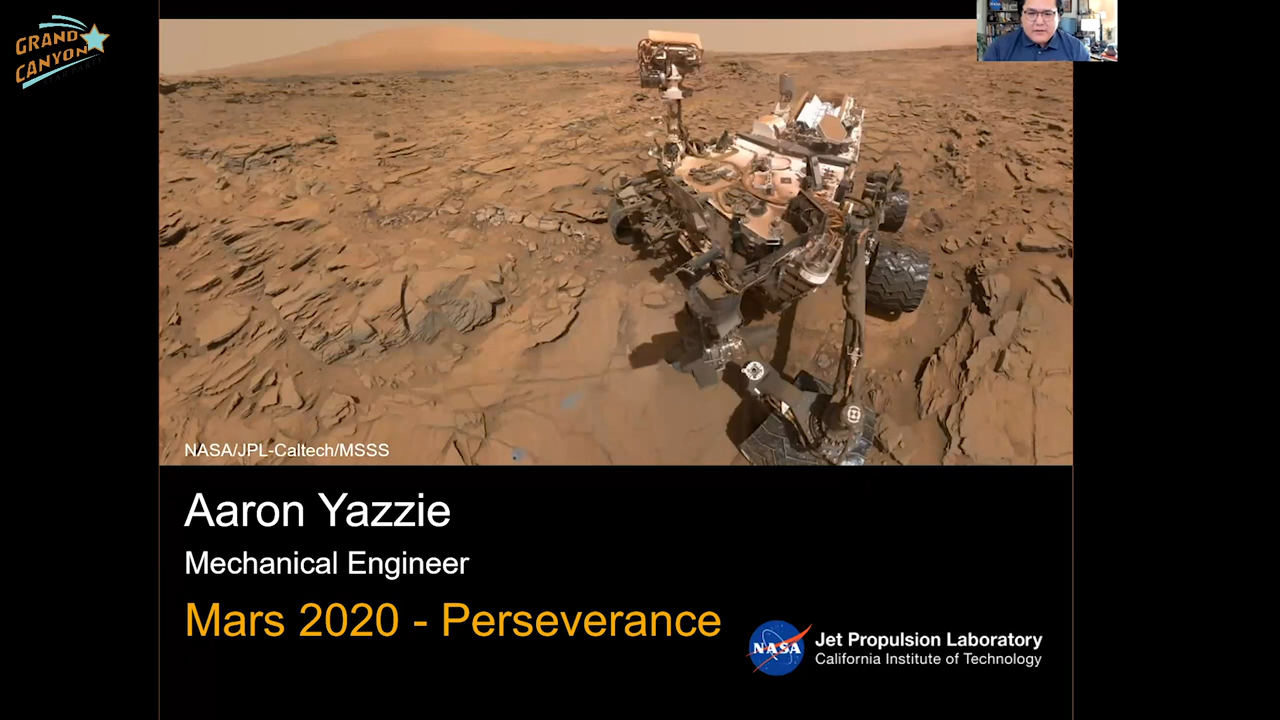 GRAND
CANYON
NASA/JPL-Caltech/MSSS
Aaron Yazzie
Mechanical Engineer
Mars 2020 - Perseverance
NASA
Jet Propulsion Laboratory
California Institute of Technology